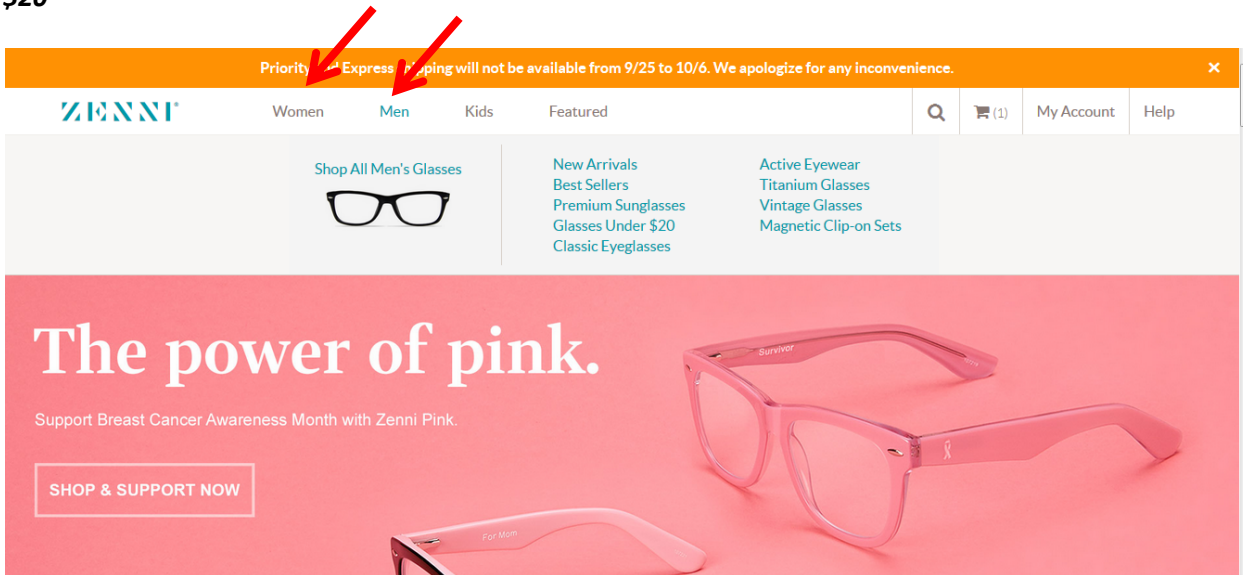 $20
Priority and Express Shipping will not be available from 9/25 to 10/6. We apologize for any inconvenience. ×
ZENNI®
Women Men Kids Featured (1) My Account Help
Shop All Men's Glasses
New Arrivals
Best Sellers
Premium Sunglasses
Glasses Under $20
Classic Eyeglasses
Active Eyewear
Titanium Glasses
Vintage Glasses
Magnetic Clip-on Sets
The power of pink.
Support Breast Cancer Awareness Month with Zenni Pink.
SHOP & SUPPORT NOW
Survivor
For Mom